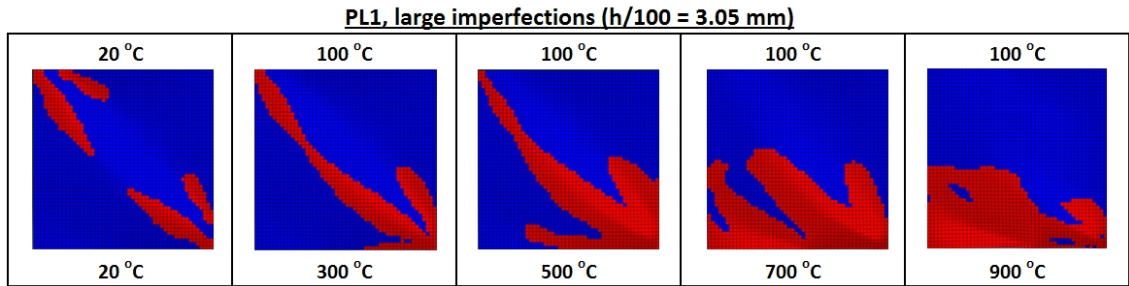 PL1, large imperfections (h/100 = 3.05 mm)
20 °C 100 °C 100 °C 100 °C 100 °C
20 °C 300 °C 500 °C 700 °C 900 °C